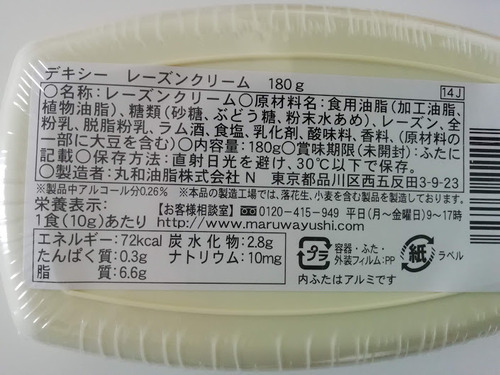 デキシー レーズンクリーム 180g
14J
○名称:レーズンクリーム○原材料名:食用油脂(加工油脂、
植物油脂)、糖類(砂糖、ぶどう糖、粉末水あめ)、レーズン、全
粉乳、脱脂粉乳、ラム酒、食塩、乳化剤、酸味料、香料、(原材料の
一部に大豆を含む)○内容量:180g○賞味期限(未開封):ふたに
記載○保存方法:直射日光を避け、30℃以下で保存。
○製造者:丸和油脂株式会社N 東京都品川区西五反田3-9-23
※製品中アルコール分0.26% ※本品の製造工場では、落花生、小麦を含む製品を製造しております。
栄養表示 【お客様相談室】 0120-415-949 平日(月〜金曜日)9〜17時
1食(10g)あたり http://www.maruwayushi.com/
エネルギー:72kcal 炭水化物:2.8g
たんぱく質:0.3g ナトリウム:10mg
脂質:6.6g
プラ 容器・ふた・
外装フィルム:PP
紙 ラベル
内ふたはアルミです